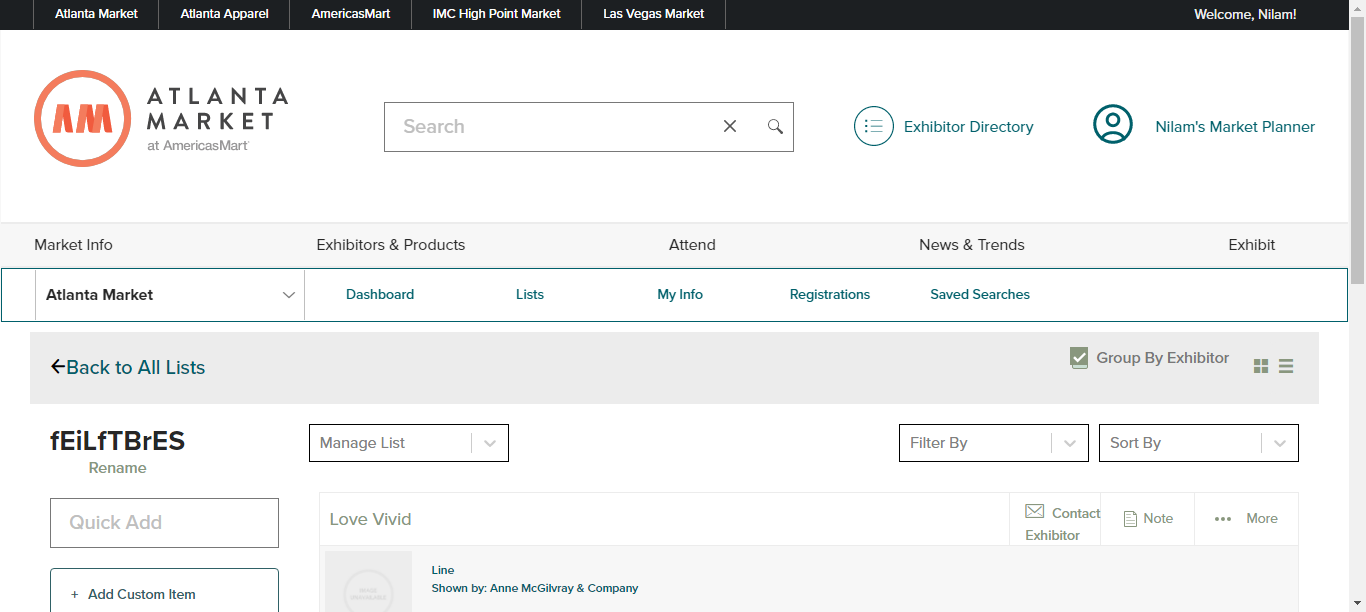 Atlanta Market
Atlanta Apparel
AmericasMart
IMC High Point Market
Las Vegas Market
Welcome, Nilam!
AM
ATLANTA
MARKET
at AmericasMart
Search
Exhibitor Directory
Nilam's Market Planner
Market Info
Exhibitors & Products
Attend
News & Trends
Exhibit
Atlanta Market
Dashboard
Lists
My Info
Registrations
Saved Searches
Back to All Lists
Group By Exhibitor
fEiLfTBrES
Rename
Manage List
Filter By
Sort By
Quick Add
+ Add Custom Item
Love Vivid
Contact
Exhibitor
Note
More
IMAGE
UNAVAILABLE
Line
Shown by: Anne McGilvray & Company